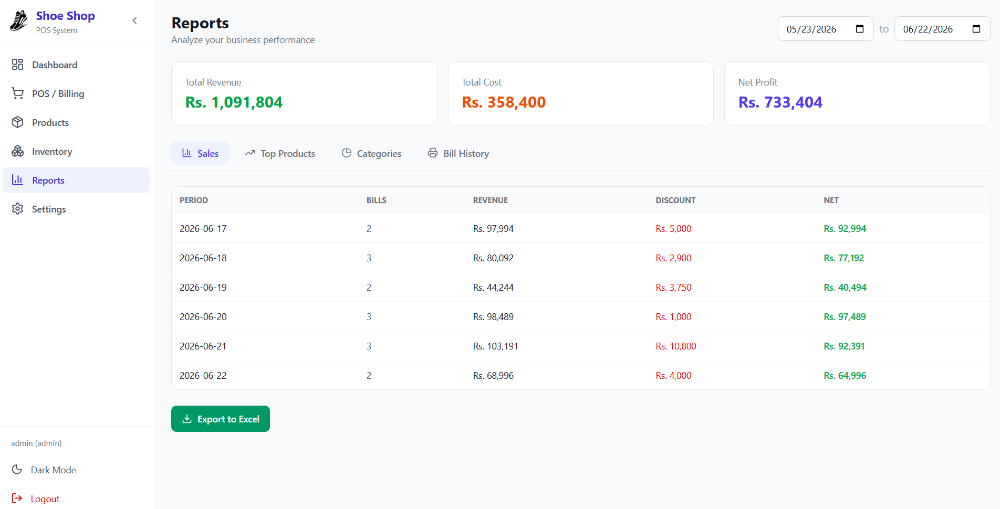 Shoe Shop
POS System
Dashboard
POS / Billing
Products
Inventory
Reports
Settings
admin (admin)
Dark Mode
Logout
Reports
Analyze your business performance
05/23/2026 to 06/22/2026
Total Revenue
Rs. 1,091,804
Total Cost
Rs. 358,400
Net Profit
Rs. 733,404
Sales Top Products Categories Bill History
PERIOD BILLS REVENUE DISCOUNT NET
2026-06-17 2 Rs. 97,994 Rs. 5,000 Rs. 92,994
2026-06-18 3 Rs. 80,092 Rs. 2,900 Rs. 77,192
2026-06-19 2 Rs. 44,244 Rs. 3,750 Rs. 40,494
2026-06-20 3 Rs. 98,489 Rs. 1,000 Rs. 97,489
2026-06-21 3 Rs. 103,191 Rs. 10,800 Rs. 92,391
2026-06-22 2 Rs. 68,996 Rs. 4,000 Rs. 64,996
Export to Excel